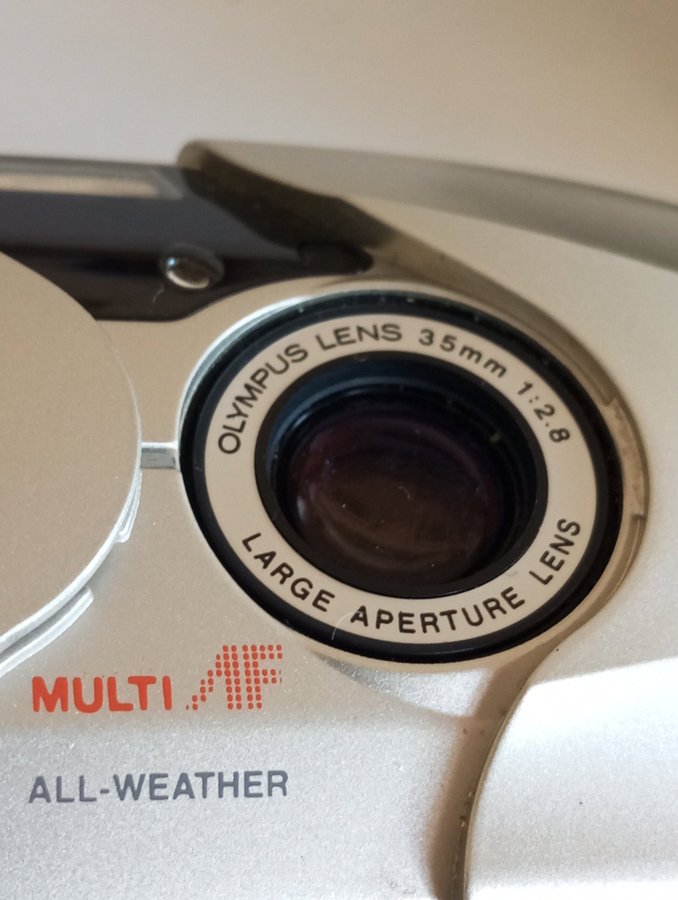 OLYMPUS LENS 35mm 1:2.8
LARGE APERTURE LENS
MULTI AF
ALL-WEATHER